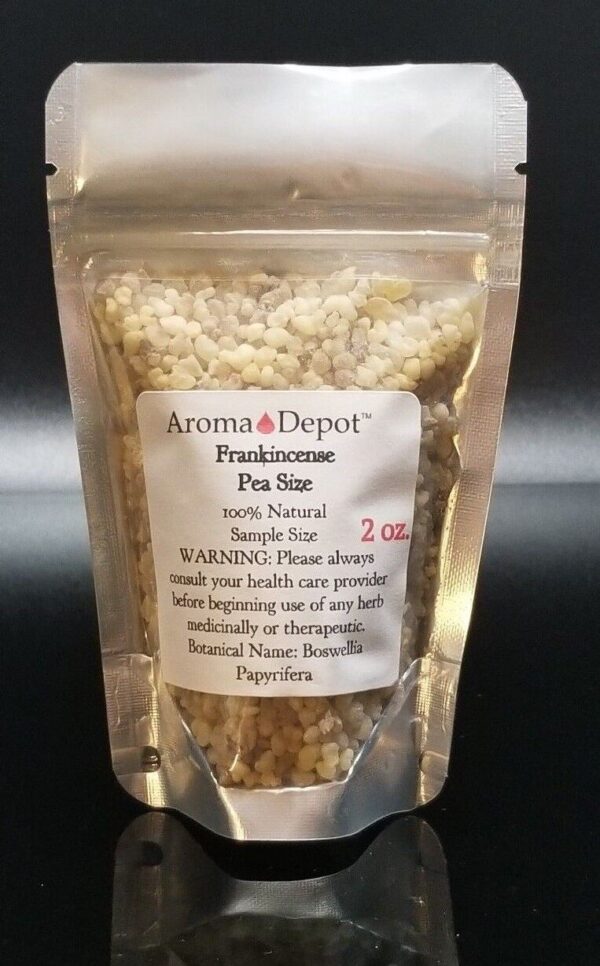 Aroma Depot™
Frankincense
Pea Size
100% Natural
Sample Size
2 oz.
WARNING: Please always
consult your health care provider
before beginning use of any herb
medicinally or therapeutic.
Botanical Name: Boswellia
Papyrifera